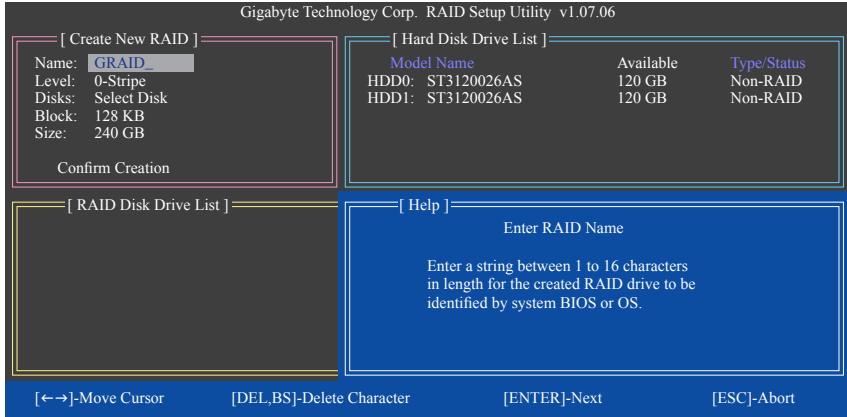 Gigabyte Technology Corp. RAID Setup Utility v1.07.06
[ Create New RAID ]
Name: GRAID_
Level: 0-Stripe
Disks: Select Disk
Block: 128 KB
Size: 240 GB
Confirm Creation
[ Hard Disk Drive List ]
Model Name Available Type/Status
HDD0: ST3120026AS 120 GB Non-RAID
HDD1: ST3120026AS 120 GB Non-RAID
[ RAID Disk Drive List ]
[ Help ]
Enter RAID Name
Enter a string between 1 to 16 characters
in length for the created RAID drive to be
identified by system BIOS or OS.
[←→]-Move Cursor [DEL,BS]-Delete Character [ENTER]-Next [ESC]-Abort